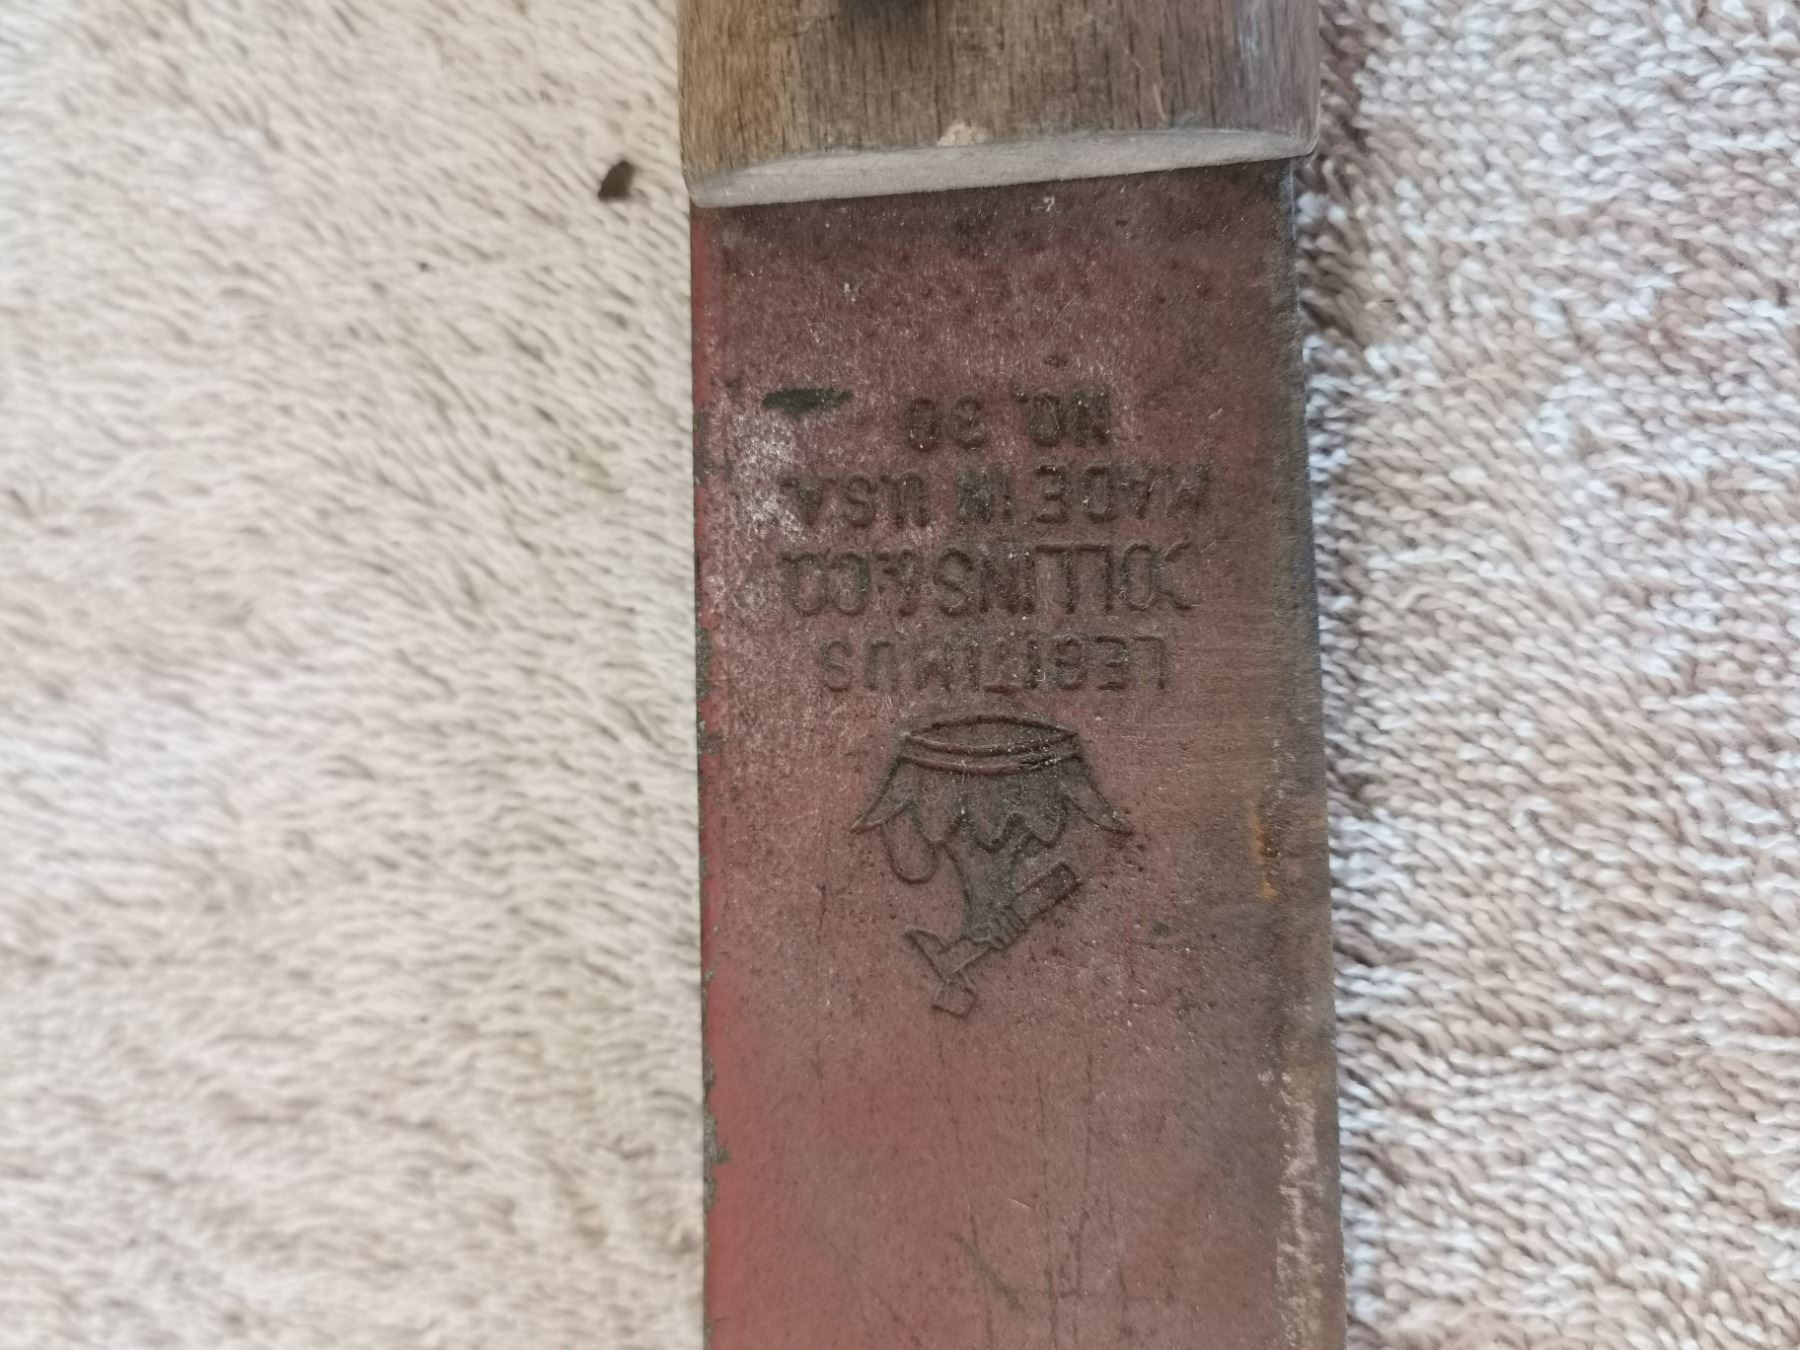 LEGITIMUS
COLLINS & CO.
MADE IN U.S.A.
NO. 30